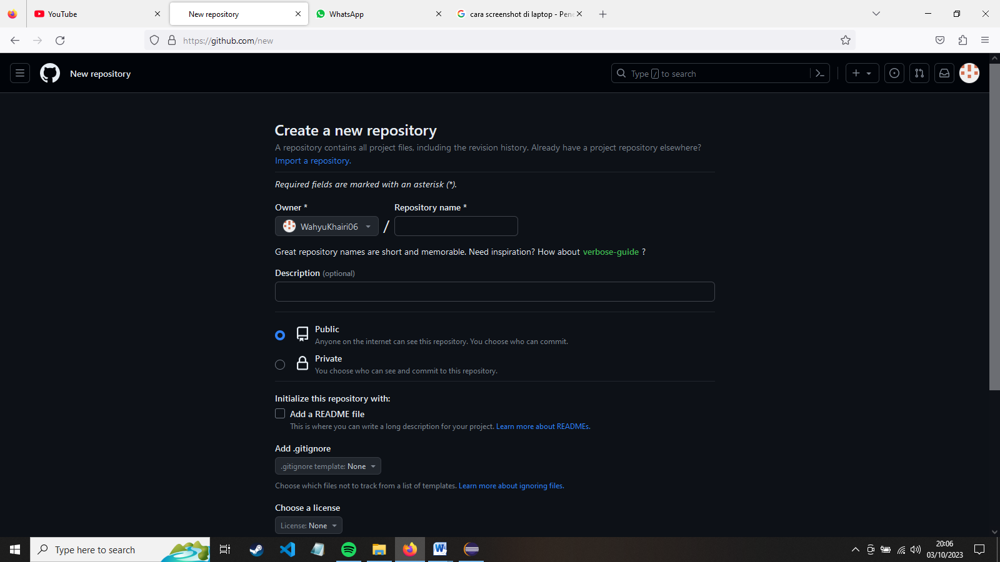 YouTube
New repository
WhatsApp
cara screenshot di laptop - Pene
https://github.com/new
New repository
Type / to search
Create a new repository
A repository contains all project files, including the revision history. Already have a project repository elsewhere?
Import a repository.
Required fields are marked with an asterisk (*).
Owner *
Repository name *
WahyuKhairi06
/
Great repository names are short and memorable. Need inspiration? How about verbose-guide ?
Description (optional)
Public
Anyone on the internet can see this repository. You choose who can commit.
Private
You choose who can see and commit to this repository.
Initialize this repository with:
Add a README file
This is where you can write a long description for your project. Learn more about READMEs.
Add .gitignore
.gitignore template: None
Choose which files not to track from a list of templates. Learn more about ignoring files.
Choose a license
License: None
Type here to search
20:06
03/10/2023